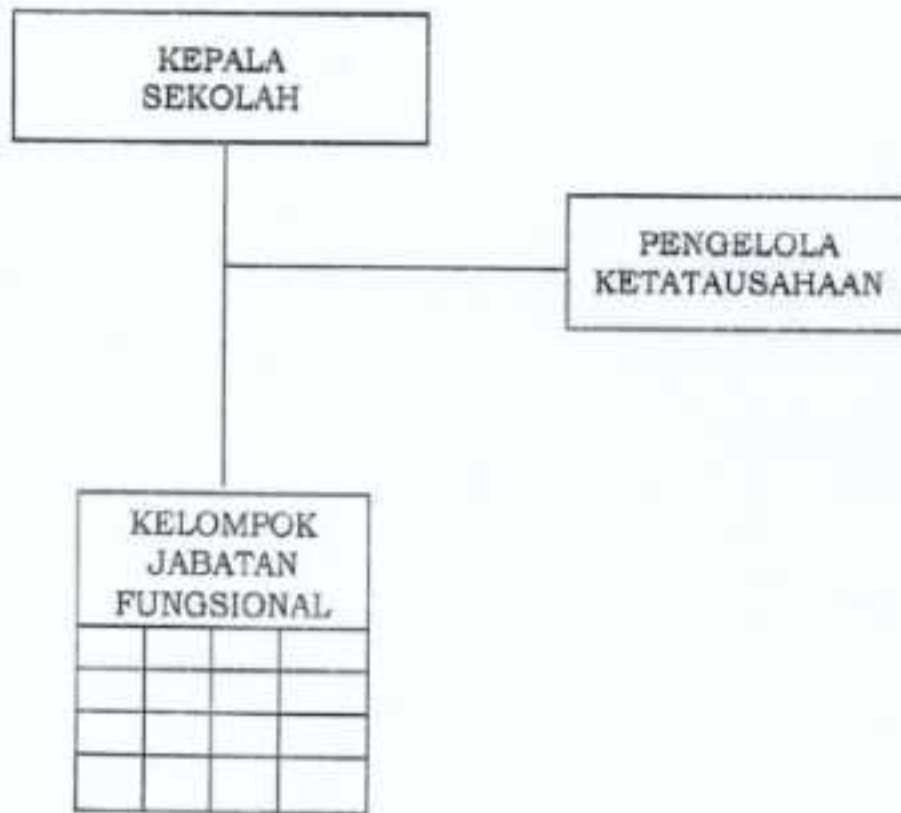 KEPALA
SEKOLAH
PENGELOLA
KETATAUSAHAAN
KELOMPOK
JABATAN
FUNGSIONAL